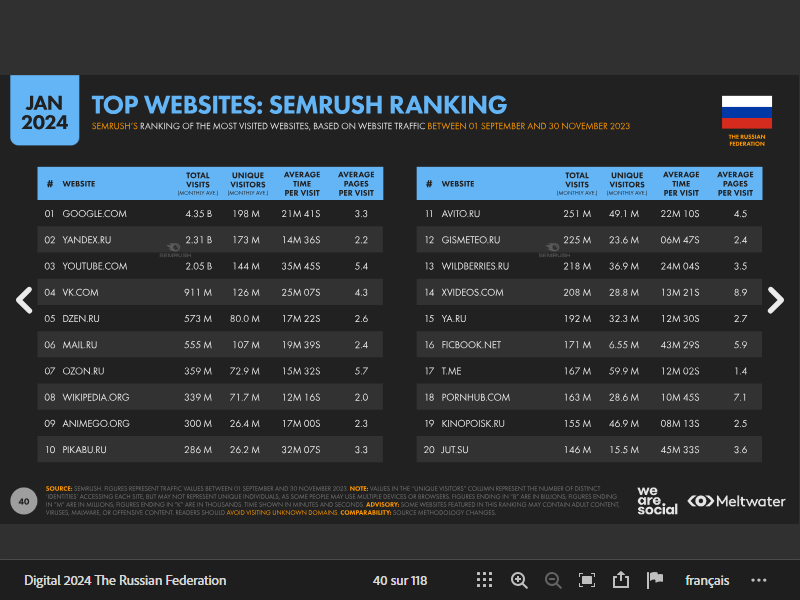 JAN
2024
TOP WEBSITES: SEMRUSH RANKING
SEMRUSH'S RANKING OF THE MOST VISITED WEBSITES, BASED ON WEBSITE TRAFFIC BETWEEN 01 SEPTEMBER AND 30 NOVEMBER 2023
THE RUSSIAN
FEDERATION
# WEBSITE TOTAL VISITS (MONTHLY AVE.) UNIQUE VISITORS (MONTHLY AVE.) AVERAGE TIME PER VISIT AVERAGE PAGES PER VISIT
01 GOOGLE.COM 4.35 B 198 M 21M 41S 3.3
02 YANDEX.RU 2.31 B 173 M 14M 36S 2.2
03 YOUTUBE.COM 2.05 B 144 M 35M 45S 5.4
04 VK.COM 911 M 126 M 25M 07S 4.3
05 DZEN.RU 573 M 80.0 M 17M 22S 2.6
06 MAIL.RU 555 M 107 M 19M 39S 2.4
07 OZON.RU 359 M 72.9 M 15M 32S 5.7
08 WIKIPEDIA.ORG 339 M 71.7 M 12M 16S 2.0
09 ANIMEGO.ORG 300 M 26.4 M 17M 00S 2.3
10 PIKABU.RU 286 M 26.2 M 32M 07S 3.3
SEMRUSH
# WEBSITE TOTAL VISITS (MONTHLY AVE.) UNIQUE VISITORS (MONTHLY AVE.) AVERAGE TIME PER VISIT AVERAGE PAGES PER VISIT
11 AVITO.RU 251 M 49.1 M 22M 10S 4.5
12 GISMETEO.RU 225 M 23.6 M 06M 47S 2.4
13 WILDBERRIES.RU 218 M 36.9 M 24M 04S 3.5
14 XVIDEOS.COM 208 M 28.8 M 13M 21S 8.9
15 YA.RU 192 M 32.3 M 12M 30S 2.7
16 FICBOOK.NET 171 M 6.55 M 43M 29S 5.9
17 T.ME 167 M 59.9 M 12M 02S 1.4
18 PORNHUB.COM 163 M 28.6 M 10M 45S 7.1
19 KINOPOISK.RU 155 M 46.9 M 08M 13S 2.5
20 JUT.SU 146 M 15.5 M 45M 33S 3.6
SEMRUSH
40
SOURCE: SEMRUSH. FIGURES REPRESENT TRAFFIC VALUES BETWEEN 01 SEPTEMBER AND 30 NOVEMBER 2023. NOTE: VALUES IN THE "UNIQUE VISITORS" COLUMN REPRESENT THE NUMBER OF DISTINCT
'IDENTITIES' ACCESSING EACH SITE, BUT MAY NOT REPRESENT UNIQUE INDIVIDUALS, AS SOME PEOPLE MAY USE MULTIPLE DEVICES OR BROWSERS. FIGURES ENDING IN "B" ARE IN BILLIONS, FIGURES ENDING
IN "M" ARE IN MILLIONS, FIGURES ENDING IN "K" ARE IN THOUSANDS. TIME SHOWN IN MINUTES AND SECONDS. ADVISORY: SOME WEBSITES FEATURED IN THIS RANKING MAY CONTAIN ADULT CONTENT,
VIRUSES, MALWARE, OR OFFENSIVE CONTENT. READERS SHOULD AVOID VISITING UNKNOWN DOMAINS. COMPARABILITY: SOURCE METHODOLOGY CHANGES.
we
are.
social
Meltwater
Digital 2024 The Russian Federation
40 sur 118
français